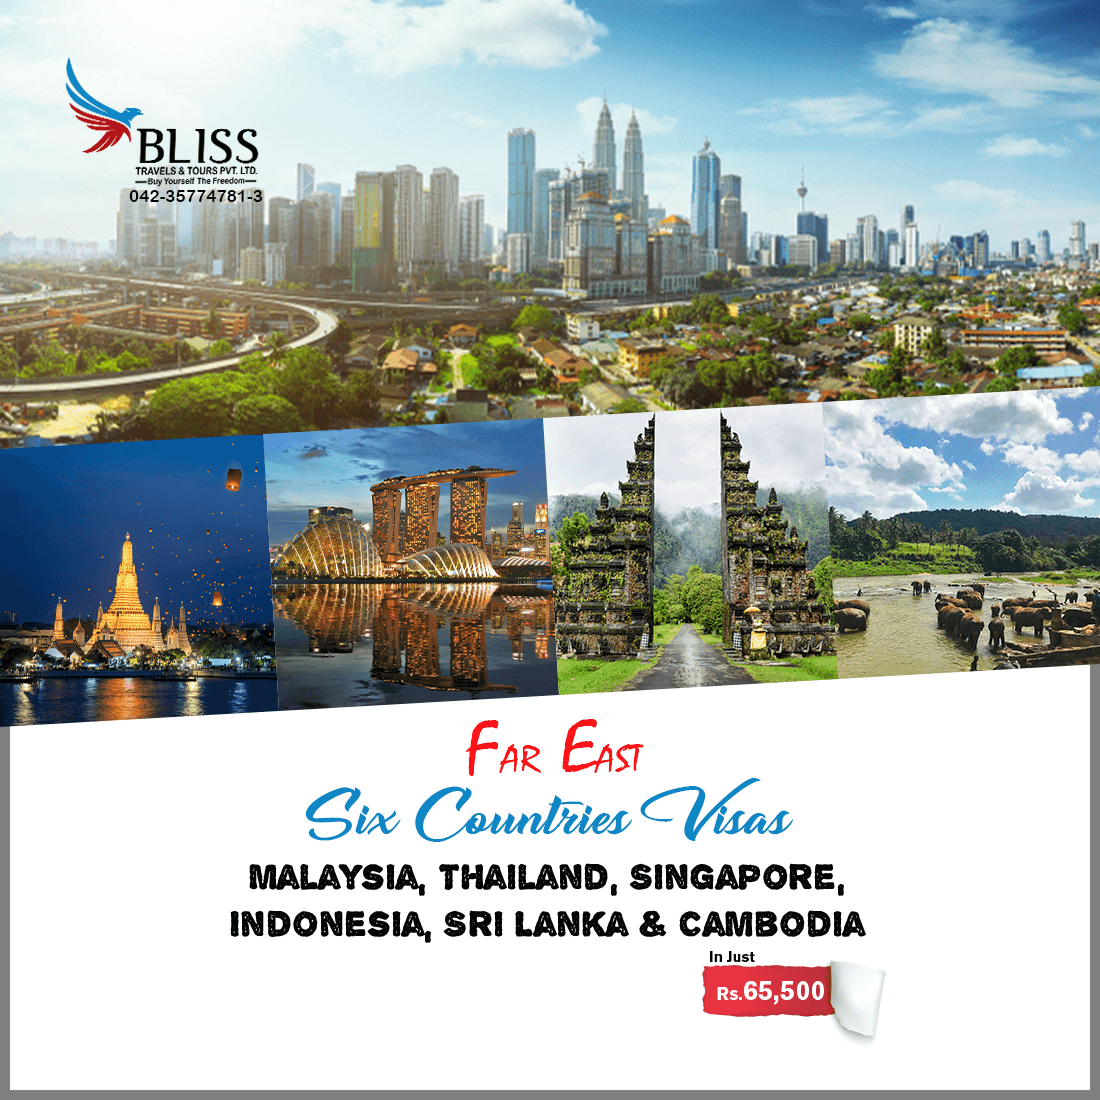 BLISS
TRAVELS & TOURS PVT. LTD.
Buy Yourself The Freedom
042-35774781-3
FAR EAST
Six Countries Visas
MALAYSIA, THAILAND, SINGAPORE,
INDONESIA, SRI LANKA & CAMBODIA
In Just
Rs.65,500